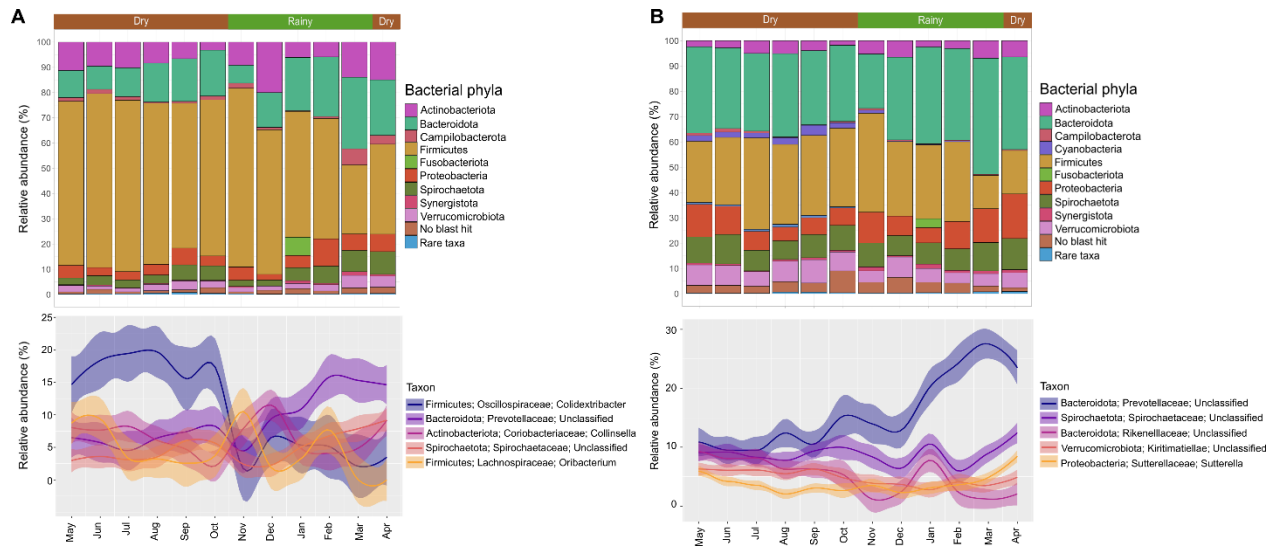 A
Dry
Rainy
Dry
Relative abundance (%)
100
90
80
70
60
50
40
30
20
10
0
Bacterial phyla
Actinobacteriota
Bacteroidota
Campilobacterota
Firmicutes
Fusobacteriota
Proteobacteria
Spirochaetota
Synergistota
Verrucomicrobiota
No blast hit
Rare taxa
Relative abundance (%)
25
20
15
10
5
0
May
Jun
Jul
Aug
Sep
Oct
Nov
Dec
Jan
Feb
Mar
Apr
Taxon
Firmicutes; Oscillospiraceae; Colidextribacter
Bacteroidota; Prevotellaceae; Unclassified
Actinobacteriota; Coriobacteriaceae; Collinsella
Spirochaetota; Spirochaetaceae; Unclassified
Firmicutes; Lachnospiraceae; Oribacterium
B
Dry
Rainy
Dry
Relative abundance (%)
100
90
80
70
60
50
40
30
20
10
0
Bacterial phyla
Actinobacteriota
Bacteroidota
Campilobacterota
Cyanobacteria
Firmicutes
Fusobacteriota
Proteobacteria
Spirochaetota
Synergistota
Verrucomicrobiota
No blast hit
Rare taxa
Relative abundance (%)
30
20
10
0
May
Jun
Jul
Aug
Sep
Oct
Nov
Dec
Jan
Feb
Mar
Apr
Taxon
Bacteroidota; Prevotellaceae; Unclassified
Spirochaetota; Spirochaetaceae; Unclassified
Bacteroidota; Rikenelllaceae; Unclassified
Verrucomicrobiota; Kiritimatiellae; Unclassified
Proteobacteria; Sutterellaceae; Sutterella